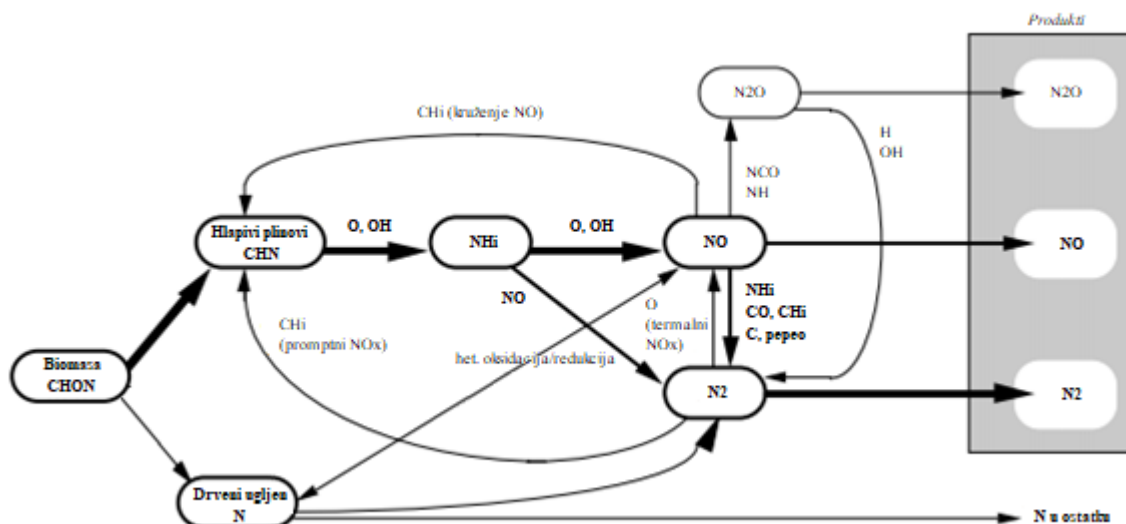 Produkti
N2O
N2O
CHi (kruženje NO)
H
OH
NCO
NH
Hlapivi plinovi
CHN
O, OH
NHi
O, OH
NO
NO
NO
NHi
CO, CHi
C, pepeo
O
(termalni
NOx)
CHi
(promptni NOx)
het. oksidacija/redukcija
Biomasa
CHON
N2
N2
Drveni ugljen
N
N u ostatku